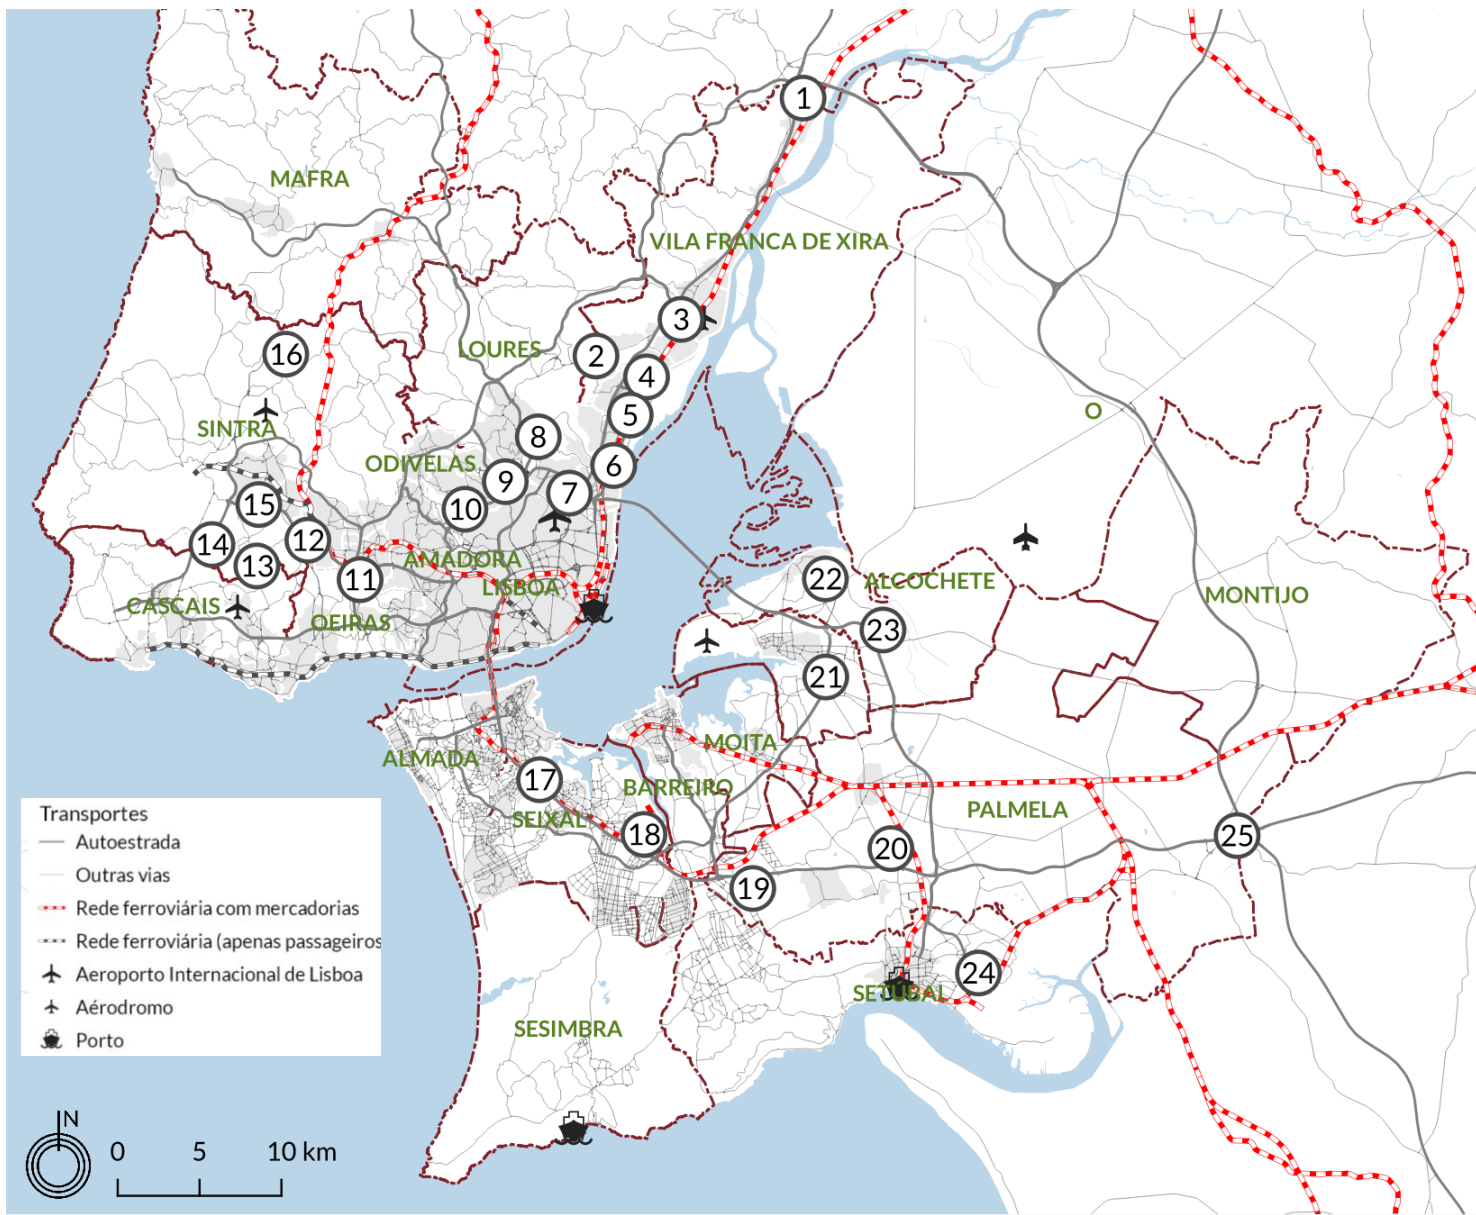 1
MAFRA
VILA FRANCA DE XIRA
3
16
LOURES
2
4
5
O
SINTRA
8
ODIVELAS
6
9
7
15
10
12
14
13
AMADORA
11
LISBOA
22
ALCOCHETE
MONTIJO
CASCAIS
OEIRAS
23
21
MOITA
ALMADA
17
BARREIRO
SEIXAL
PALMELA
18
25
20
19
Transportes
Autoestrada
Outras vias
Rede ferroviária com mercadorias
Rede ferroviária (apenas passageiros
Aeroporto Internacional de Lisboa
Aérodromo
Porto
24
SETUBAL
SESIMBRA
N
0 5 10 km